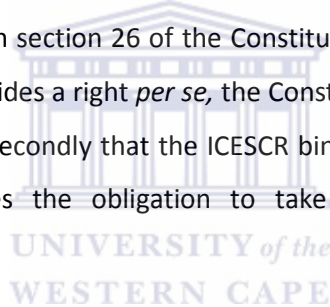 n section 26 of the Constitu
ides a right per se, the Const
econdly that the ICESCR bin
es the obligation to take
UNIVERSITY of the
WESTERN CAPE